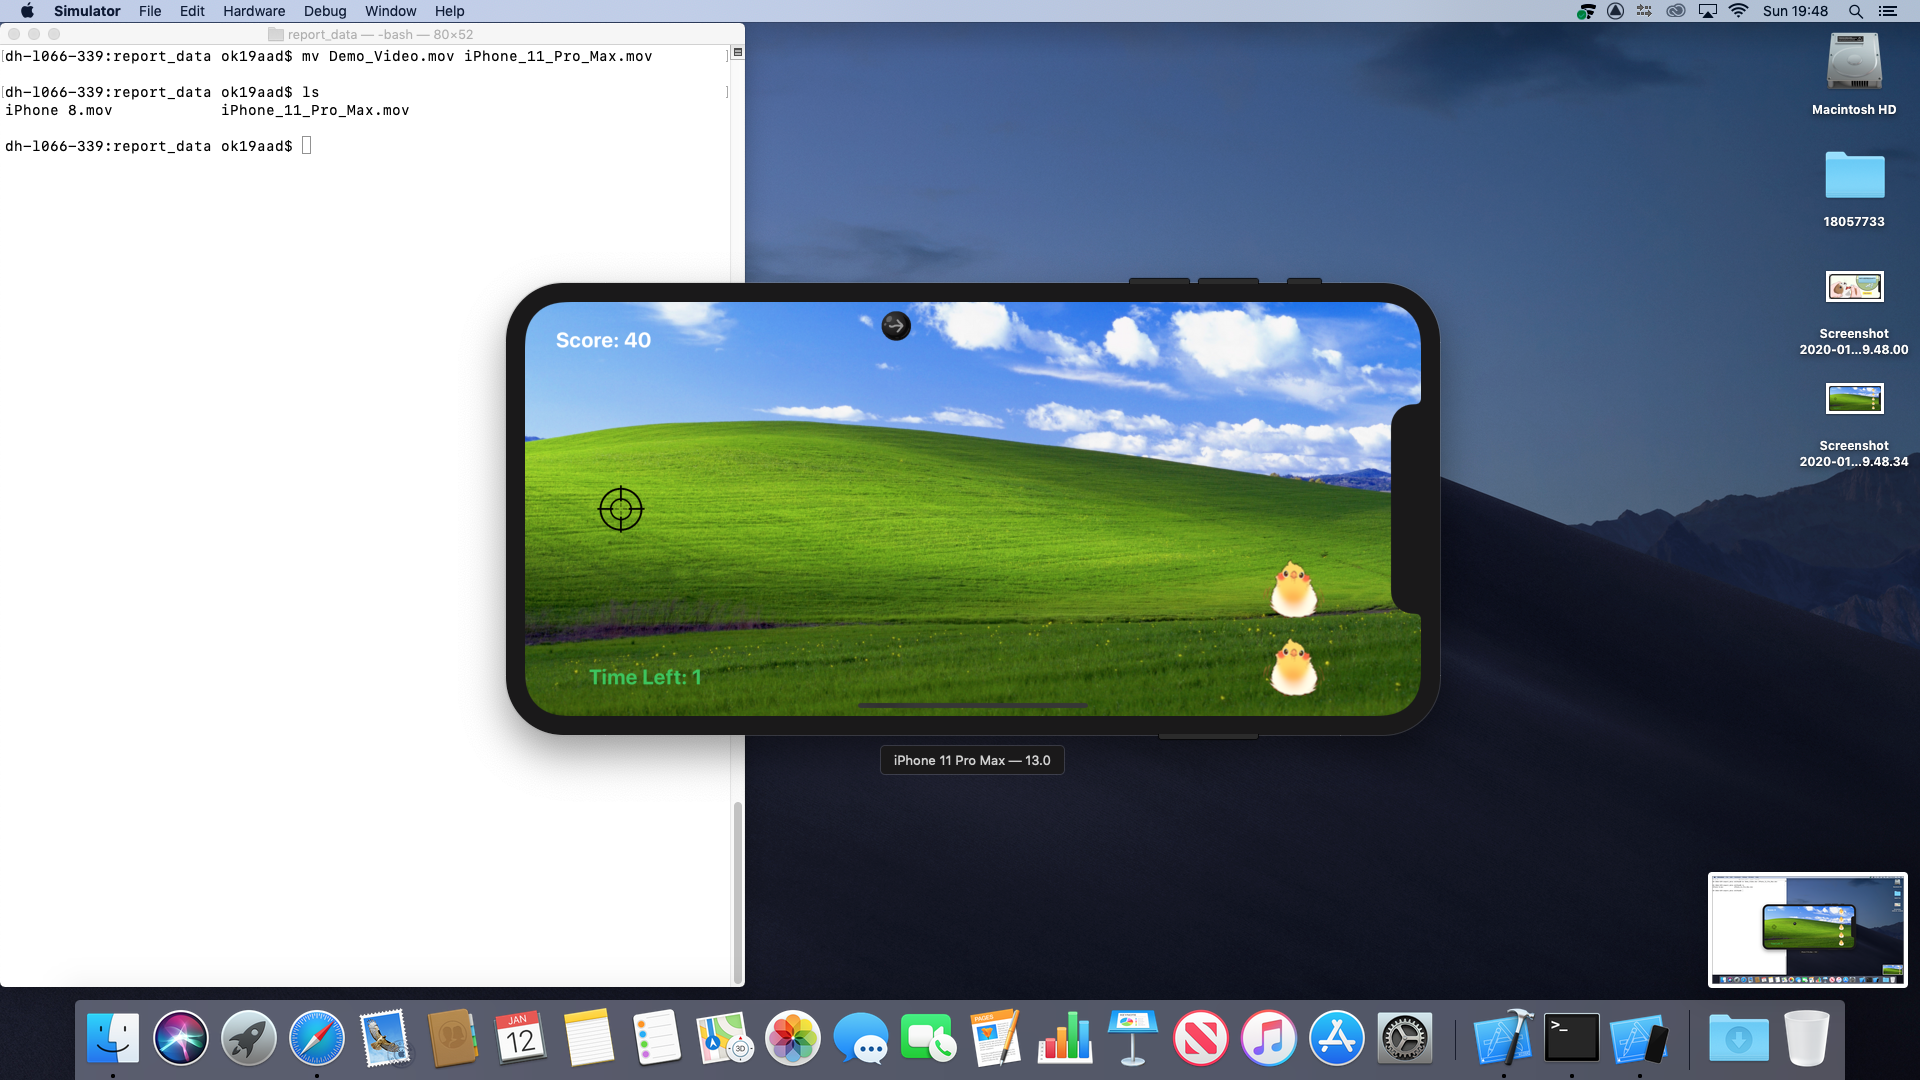 Simulator File Edit Hardware Debug Window Help Sun 19:48
report_data — -bash — 80×52
dh-l066-339:report_data ok19aad$ mv Demo_Video.mov iPhone_11_Pro_Max.mov
dh-l066-339:report_data ok19aad$ ls
iPhone 8.mov iPhone_11_Pro_Max.mov
dh-l066-339:report_data ok19aad$
Macintosh HD
18057733
Screenshot
2020-01...9.48.00
Screenshot
2020-01...9.48.34
Score: 40
Time Left: 1
iPhone 11 Pro Max — 13.0
JAN
12
3D
PAGES
>_